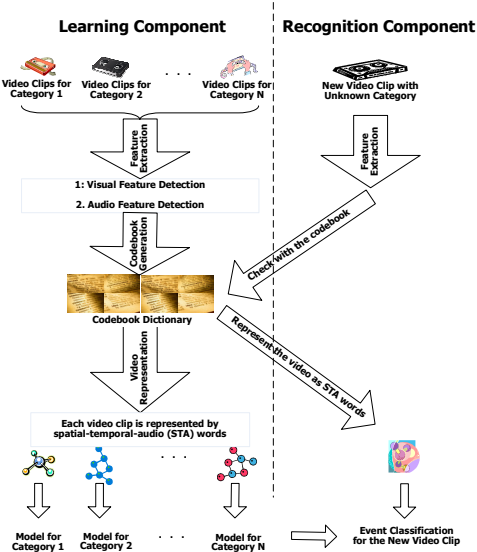 Learning Component
Recognition Component
Video Clips for
Category 1
Video Clips for
Category 2
. . .
Video Clips for
Category N
New Video Clip with
Unknown Category
Feature
Extraction
Feature
Extraction
1: Visual Feature Detection
2. Audio Feature Detection
Codebook
Generation
Check with the codebook
Codebook Dictionary
Video
Representation
Represent the video as STA words
Each video clip is represented by
spatial-temporal-audio (STA) words
. . .
Model for
Category 1
Model for
Category 2
. . .
Model for
Category N
Event Classification
for the New Video Clip